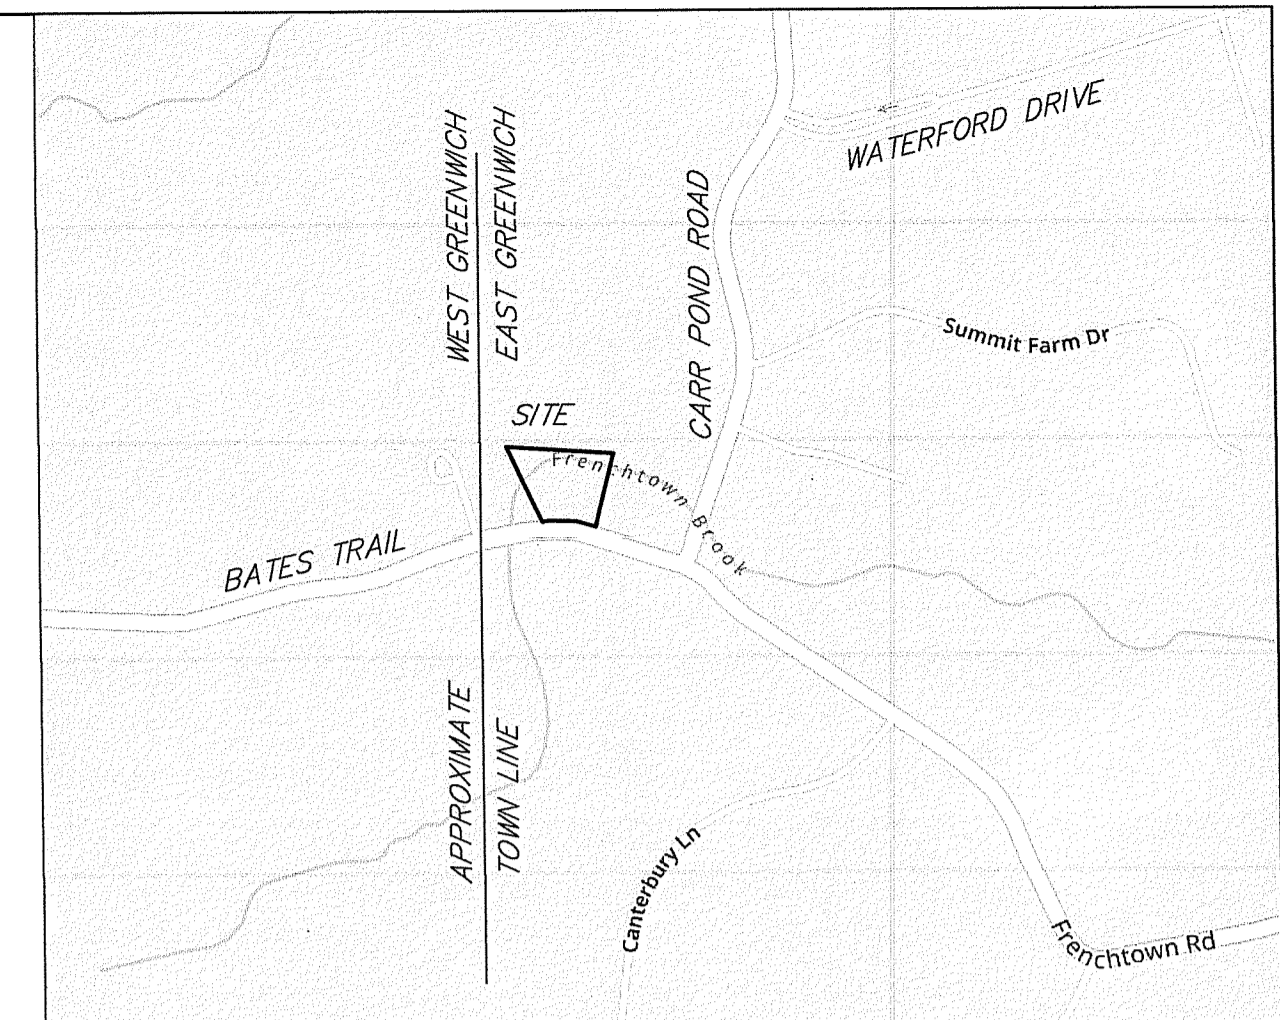 WATERFORD DRIVE
WEST GREENWICH
EAST GREENWICH
CARR POND ROAD
Summit Farm Dr
SITE
Frenchtown Brook
BATES TRAIL
APPROXIMATE
TOWN LINE
Canterbury Ln
Frenchtown Rd